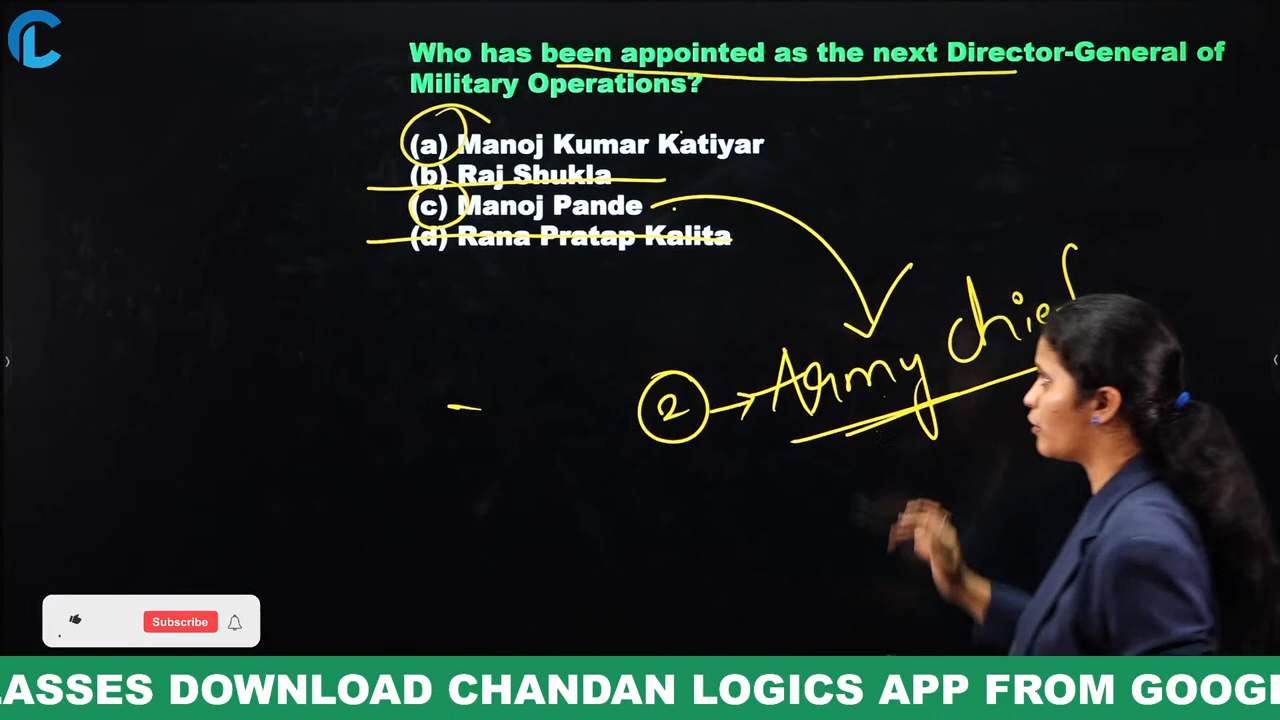 Who has been appointed as the next Director-General of
Military Operations?
(a) Manoj Kumar Katiyar
(b) Raj Shukla
(c) Manoj Pande
(d) Rana Pratap Kalita
2 → Army chief
Subscribe
LASSES DOWNLOAD CHANDAN LOGICS APP FROM GOOG